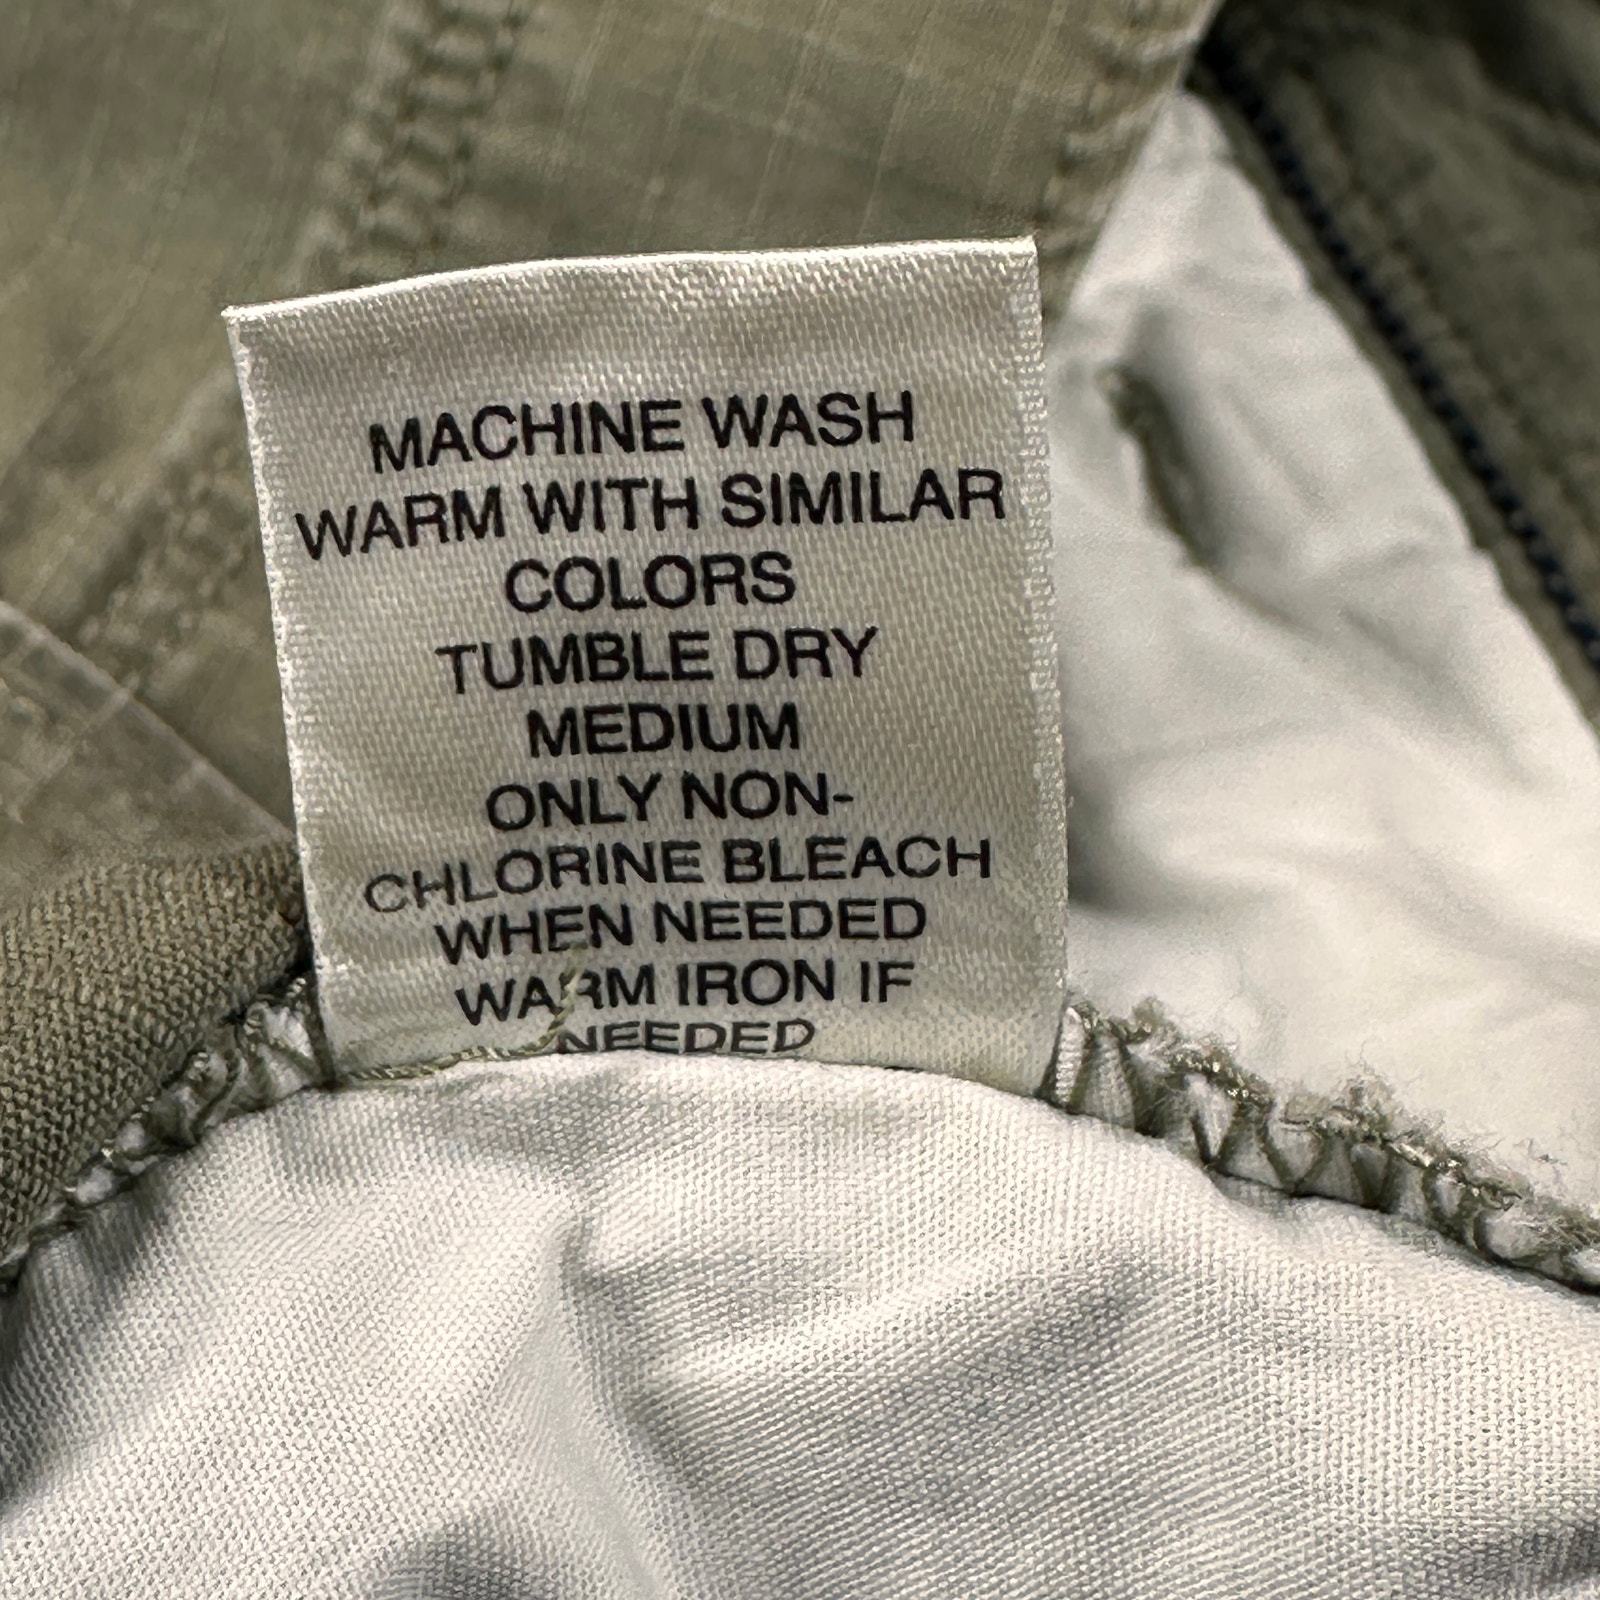 MACHINE WASH
WARM WITH SIMILAR
COLORS
TUMBLE DRY
MEDIUM
ONLY NON-
CHLORINE BLEACH
WHEN NEEDED
WARM IRON IF
NEEDED